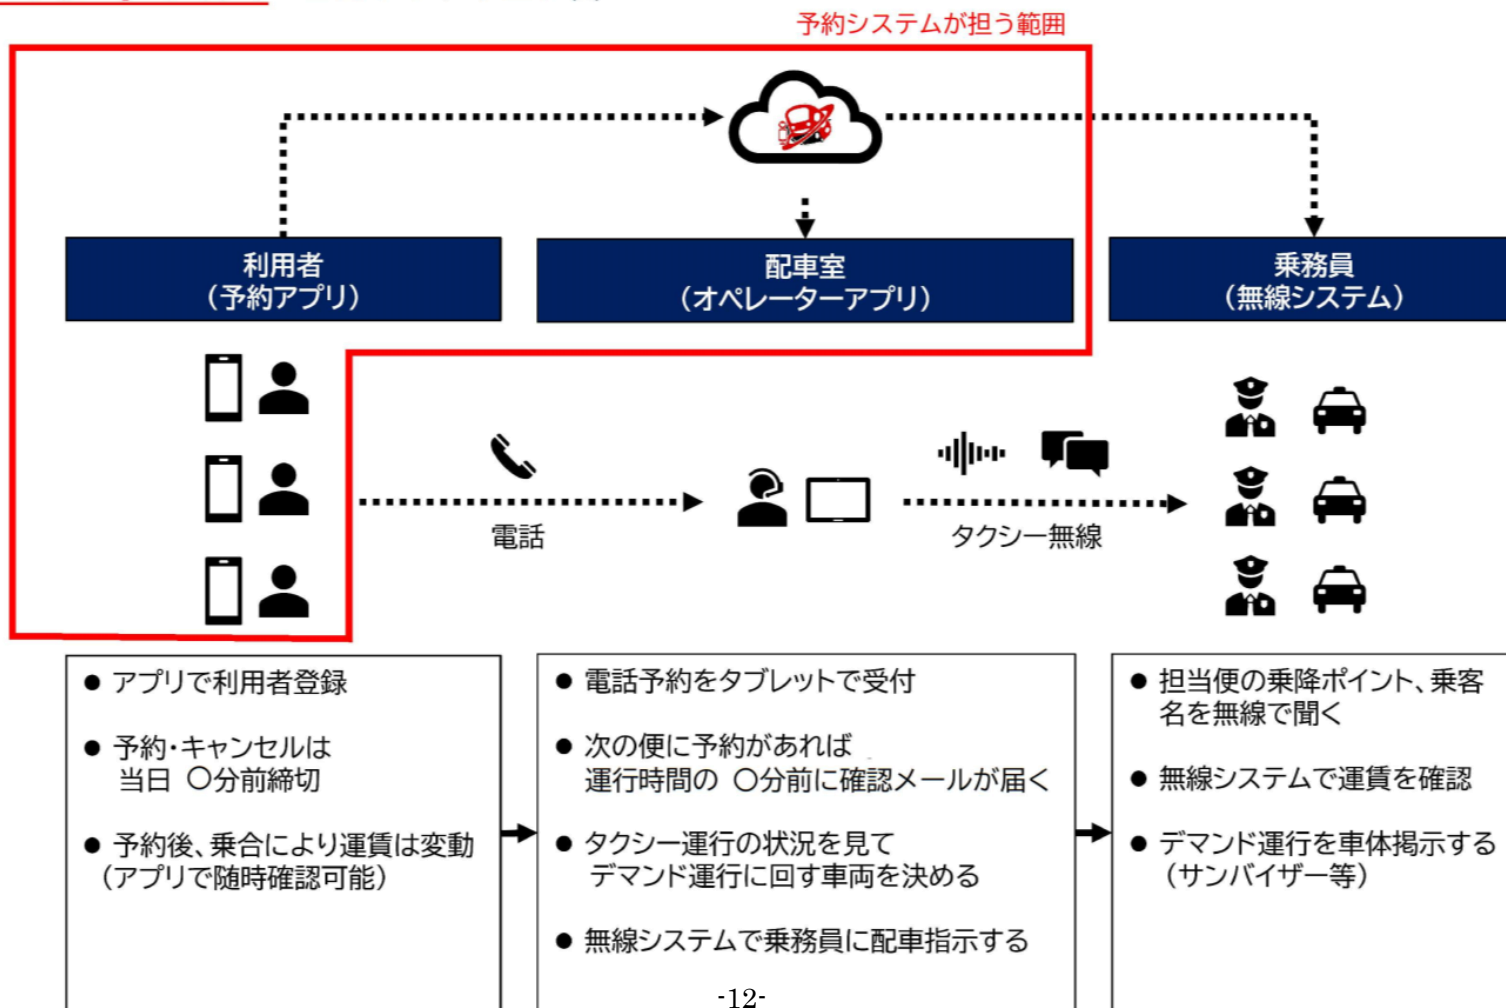 予約システムが担う範囲
利用者
（予約アプリ）
配車室
（オペレーターアプリ）
乗務員
（無線システム）
電話
タクシー無線
● アプリで利用者登録
● 予約・キャンセルは
当日 〇分前締切
● 予約後、乗合により運賃は変動
（アプリで随時確認可能）
● 電話予約をタブレットで受付
● 次の便に予約があれば
運行時間の 〇分前に確認メールが届く
● タクシー運行の状況を見て
デマンド運行に回す車両を決める
● 無線システムで乗務員に配車指示する
● 担当便の乗降ポイント、乗客
名を無線で聞く
● 無線システムで運賃を確認
● デマンド運行を車体掲示する
（サンバイザー等）
-12-